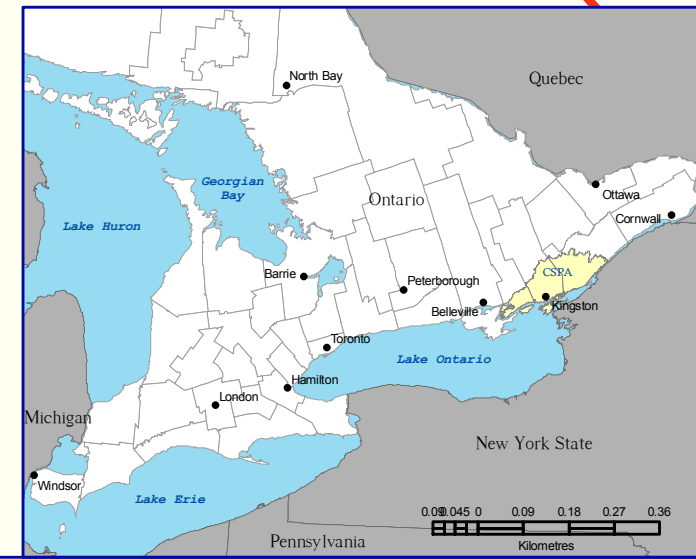 North Bay
Quebec
Georgian
Bay
Ottawa
Ontario
Cornwall
Lake Huron
Barrie
CSPA
Peterborough
Belleville
Kingston
Toronto
Lake Ontario
Hamilton
London
Michigan
New York State
Windsor
Lake Erie
0.09 0.045 0 0.09 0.18 0.27 0.36
Kilometres
Pennsylvania